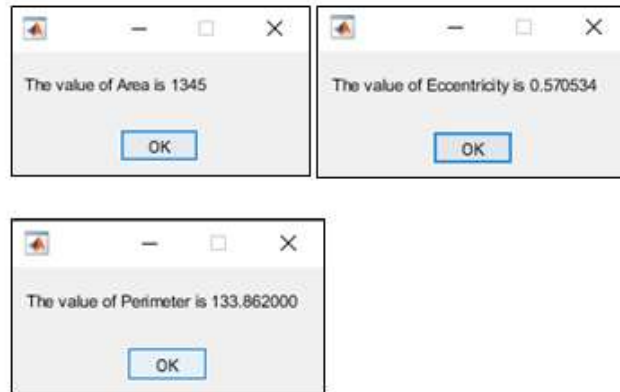 The value of Area is 1345
OK
The value of Eccentricity is 0.570534
OK
The value of Perimeter is 133.862000
OK